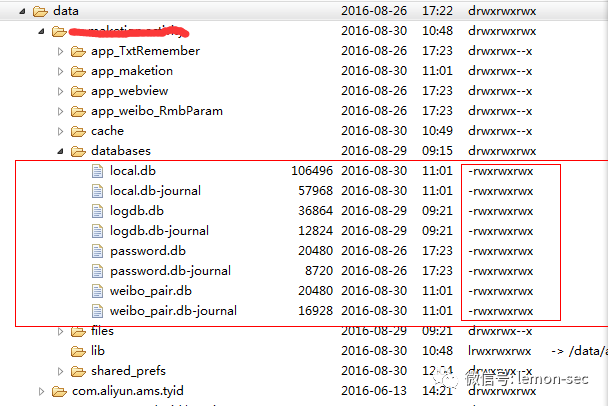 data 2016-08-26 17:22 drwxrwxrwx
2016-08-30 10:48 drwxrwxrwx
app_TxtRemember 2016-08-26 17:23 drwxrwx--x
app_maketion 2016-08-30 11:01 drwxrwx--x
app_webview 2016-08-26 17:23 drwxrwx--x
app_weibo_RmbParam 2016-08-26 17:23 drwxrwx--x
cache 2016-08-30 10:49 drwxrwx--x
databases 2016-08-29 09:15 drwxrwxrwx
local.db 106496 2016-08-30 11:01 -rwxrwxrwx
local.db-journal 57968 2016-08-30 11:01 -rwxrwxrwx
logdb.db 36864 2016-08-29 09:21 -rwxrwxrwx
logdb.db-journal 12824 2016-08-29 09:21 -rwxrwxrwx
password.db 20480 2016-08-26 17:23 -rwxrwxrwx
password.db-journal 8720 2016-08-26 17:23 -rwxrwxrwx
weibo_pair.db 20480 2016-08-30 11:01 -rwxrwxrwx
weibo_pair.db-journal 16928 2016-08-30 11:01 -rwxrwxrwx
files 2016-08-29 09:21 drwxrwx--x
lib 2016-08-30 10:48 lrwxrwxrwx -> /data/a
shared_prefs 2016-08-30
微信号: lemon-sec
com.aliyun.ams.tyid 2016-06-13 14:21